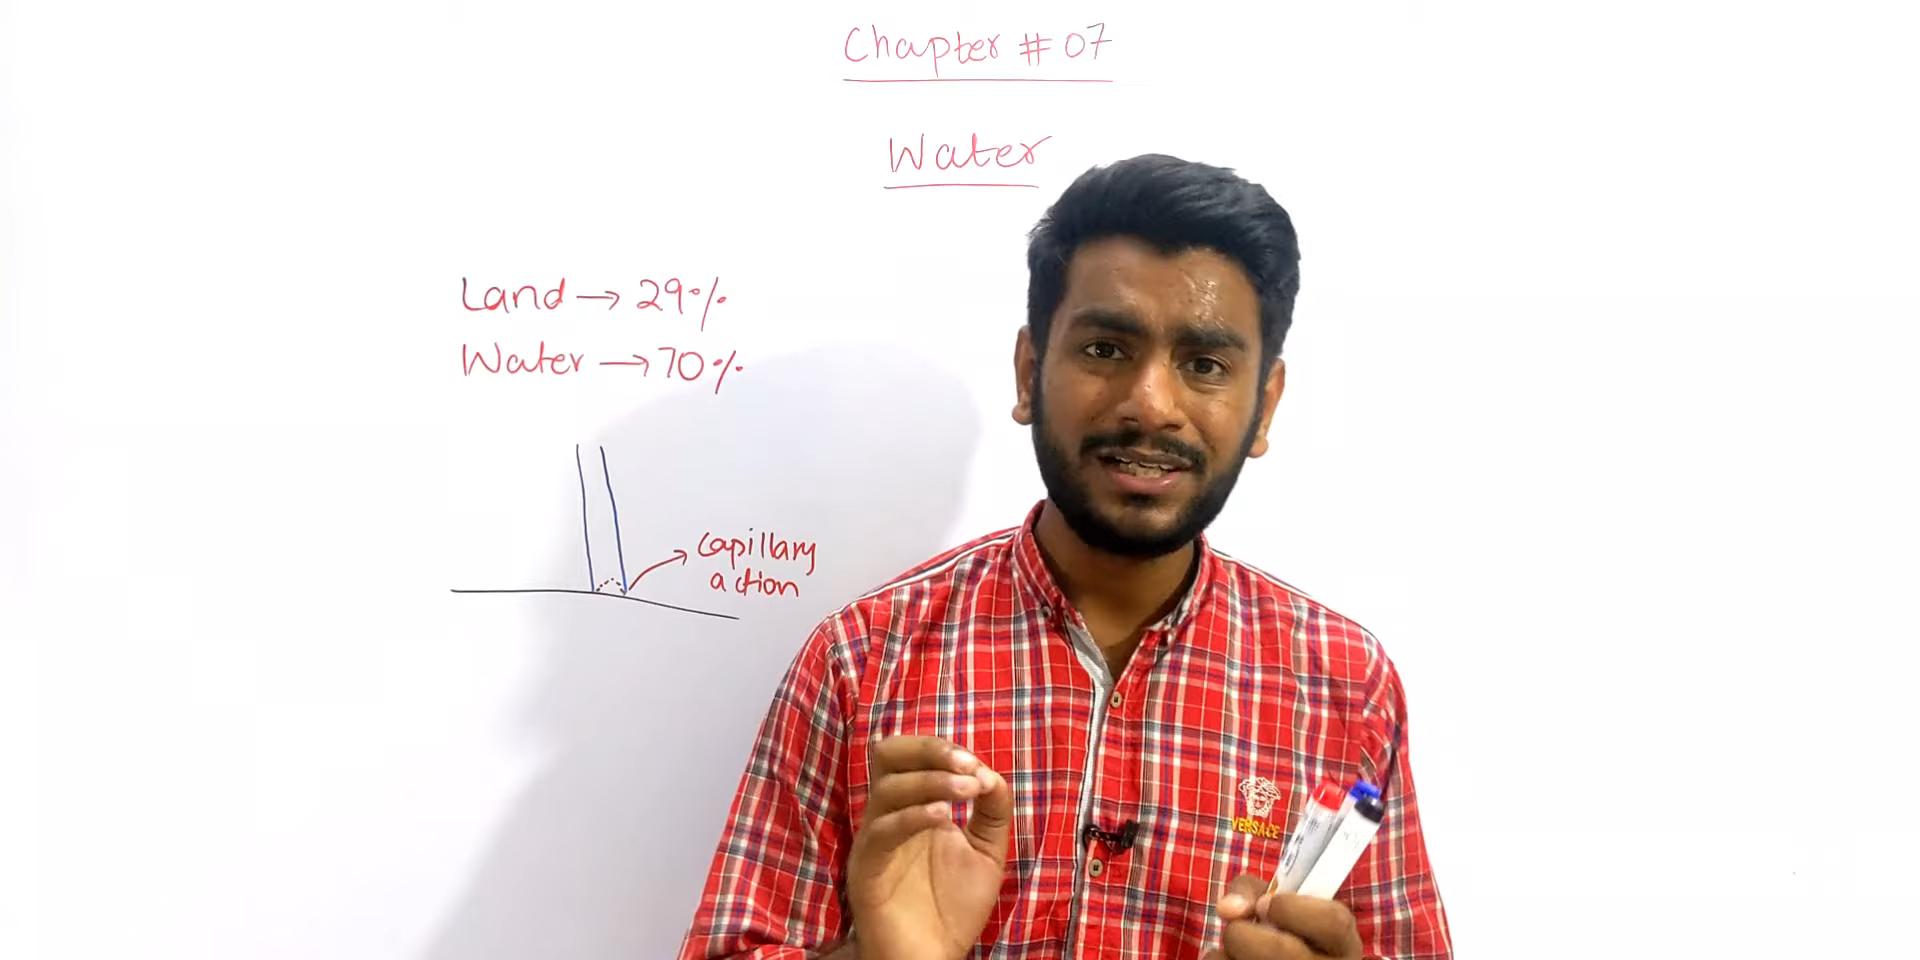 Chapter # 07
Water
Land → 29%
Water → 70%
Capillary
action
VERSACE